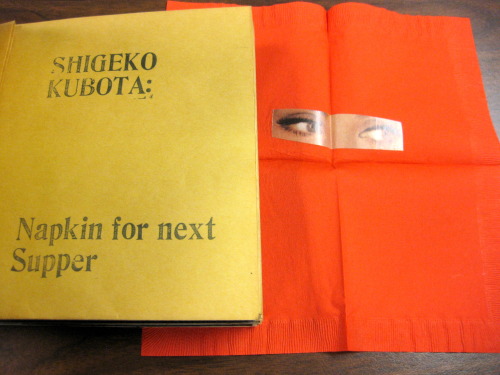 SHIGEKO
KUBOTA:
Napkin for next
Supper